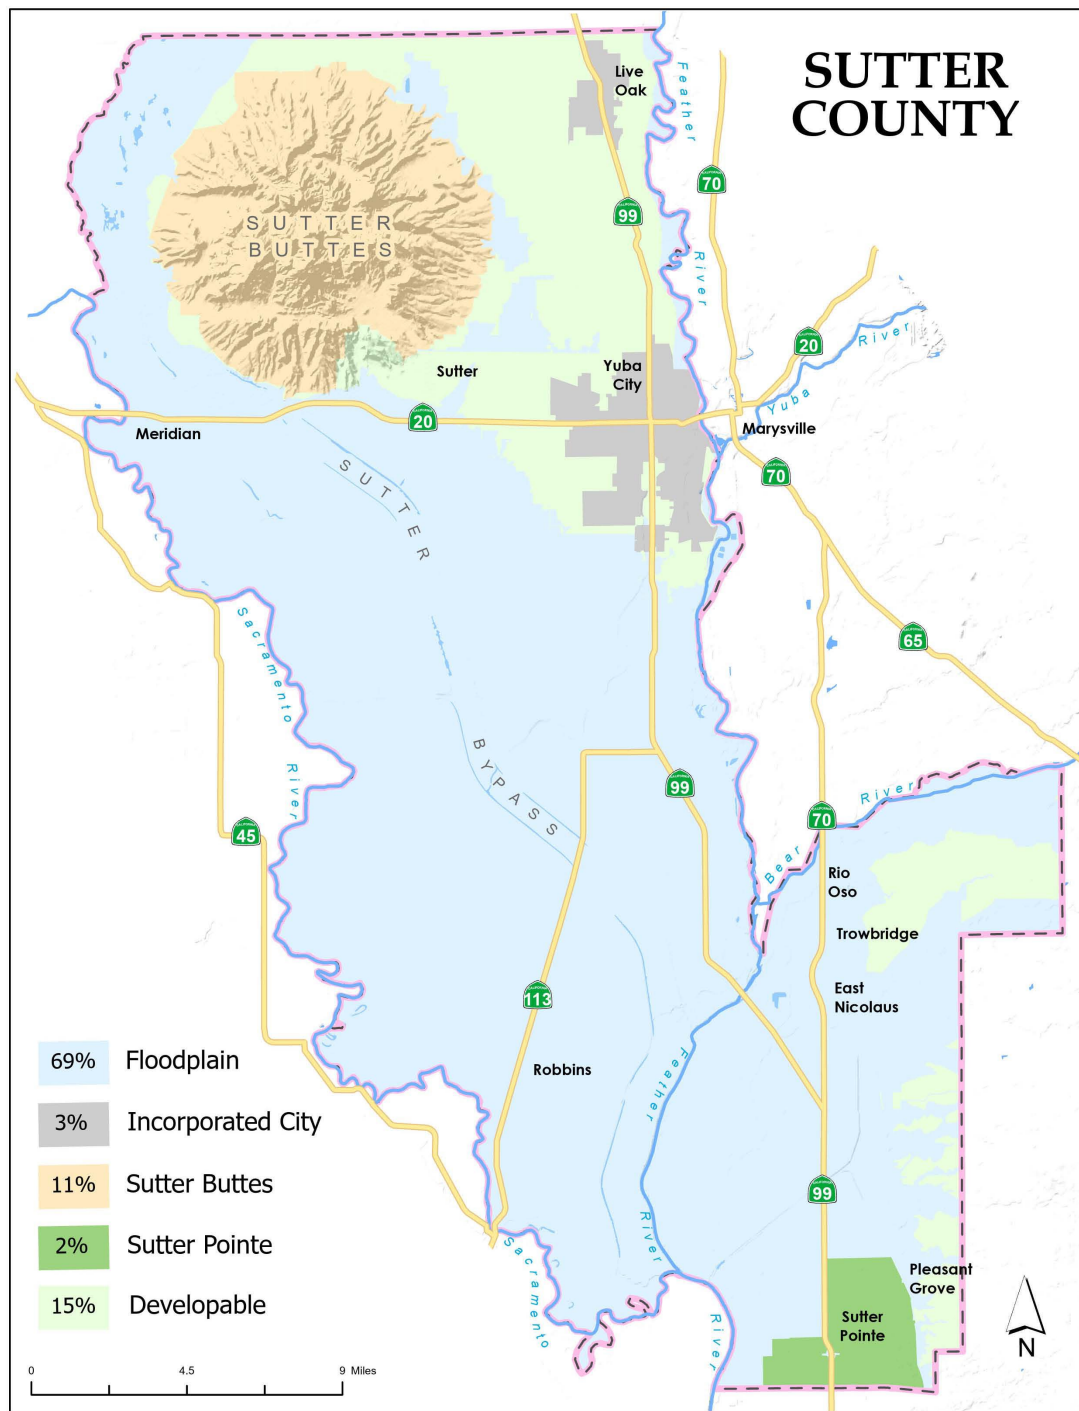 SUTTER
COUNTY
Live
Oak
Feather
River
70
99
SUTTER
BUTTES
20
River
Yuba
Sutter
Yuba
City
20
Meridian
Marysville
70
SUTTER
65
Sacramento
River
BYPASS
99
45
70
River
Bear
Rio
Oso
Trowbridge
East
Nicolaus
113
Robbins
Feather
River
99
69% Floodplain
3% Incorporated City
11% Sutter Buttes
2% Sutter Pointe
15% Developable
Sacramento
River
Pleasant
Grove
Sutter
Pointe
N
0 4.5 9 Miles